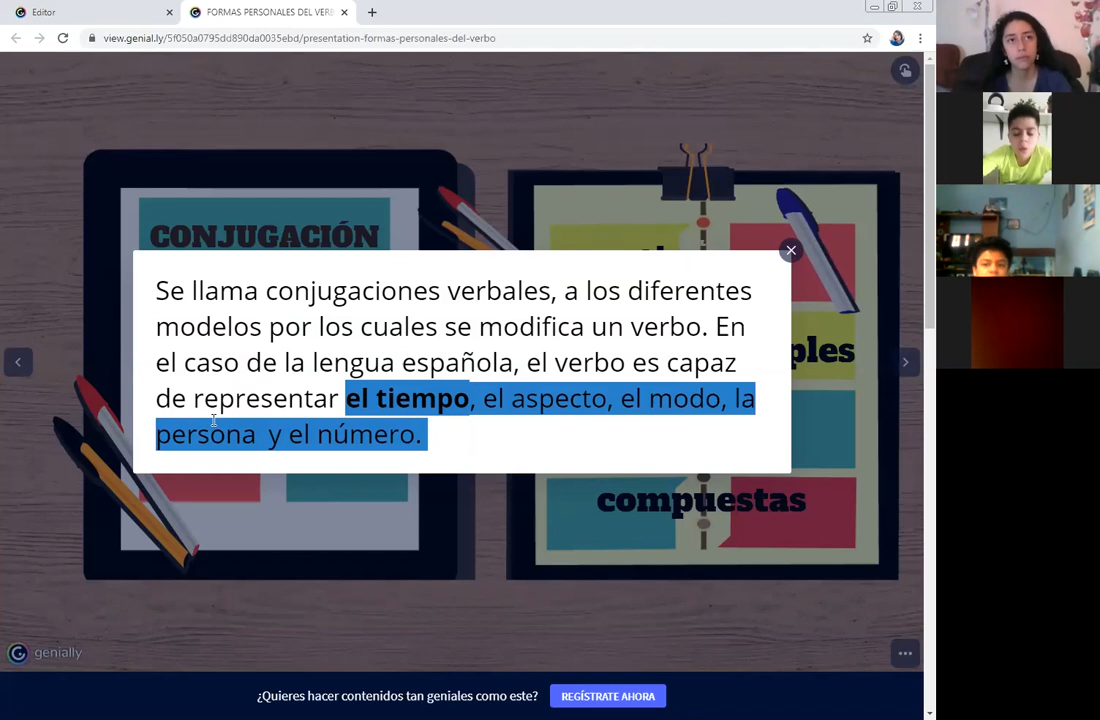 Editor
FORMAS PERSONALES DEL VERB
view.genial.ly/5f050a0795dd890da0035ebd/presentation-formas-personales-del-verbo
CONJUGACIÓN
Se llama conjugaciones verbales, a los diferentes
modelos por los cuales se modifica un verbo. En
el caso de la lengua española, el verbo es capaz
de representar el tiempo, el aspecto, el modo, la
persona y el número.
ples
compuestas
genially
¿Quieres hacer contenidos tan geniales como este?
REGÍSTRATE AHORA